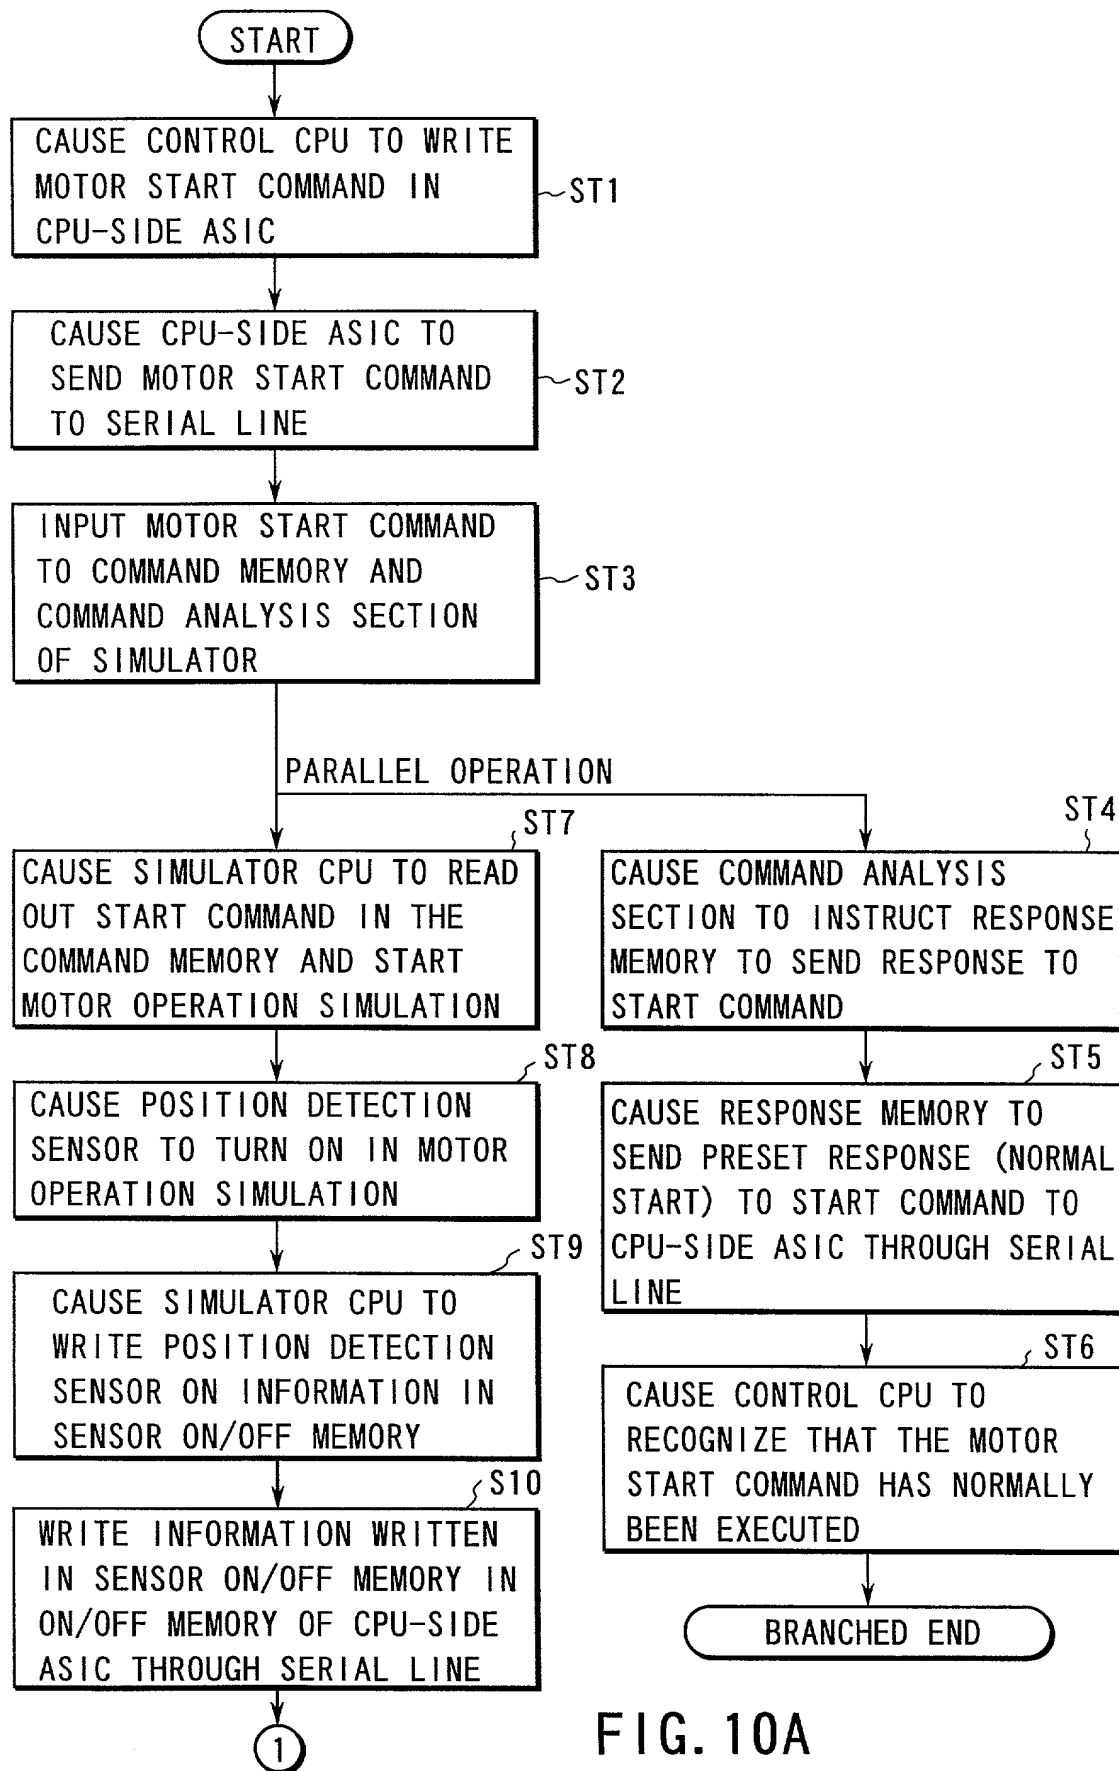 START
CAUSE CONTROL CPU TO WRITE
MOTOR START COMMAND IN
CPU-SIDE ASIC
ST1
CAUSE CPU-SIDE ASIC TO
SEND MOTOR START COMMAND
TO SERIAL LINE
ST2
INPUT MOTOR START COMMAND
TO COMMAND MEMORY AND
COMMAND ANALYSIS SECTION
OF SIMULATOR
ST3
PARALLEL OPERATION
ST7
CAUSE SIMULATOR CPU TO READ
OUT START COMMAND IN THE
COMMAND MEMORY AND START
MOTOR OPERATION SIMULATION
ST8
CAUSE POSITION DETECTION
SENSOR TO TURN ON IN MOTOR
OPERATION SIMULATION
ST9
CAUSE SIMULATOR CPU TO
WRITE POSITION DETECTION
SENSOR ON INFORMATION IN
SENSOR ON/OFF MEMORY
S10
WRITE INFORMATION WRITTEN
IN SENSOR ON/OFF MEMORY IN
ON/OFF MEMORY OF CPU-SIDE
ASIC THROUGH SERIAL LINE
1
ST4
CAUSE COMMAND ANALYSIS
SECTION TO INSTRUCT RESPONSE
MEMORY TO SEND RESPONSE TO
START COMMAND
ST5
CAUSE RESPONSE MEMORY TO
SEND PRESET RESPONSE (NORMAL
START) TO START COMMAND TO
CPU-SIDE ASIC THROUGH SERIAL
LINE
ST6
CAUSE CONTROL CPU TO
RECOGNIZE THAT THE MOTOR
START COMMAND HAS NORMALLY
BEEN EXECUTED
BRANCHED END
FIG. 10A